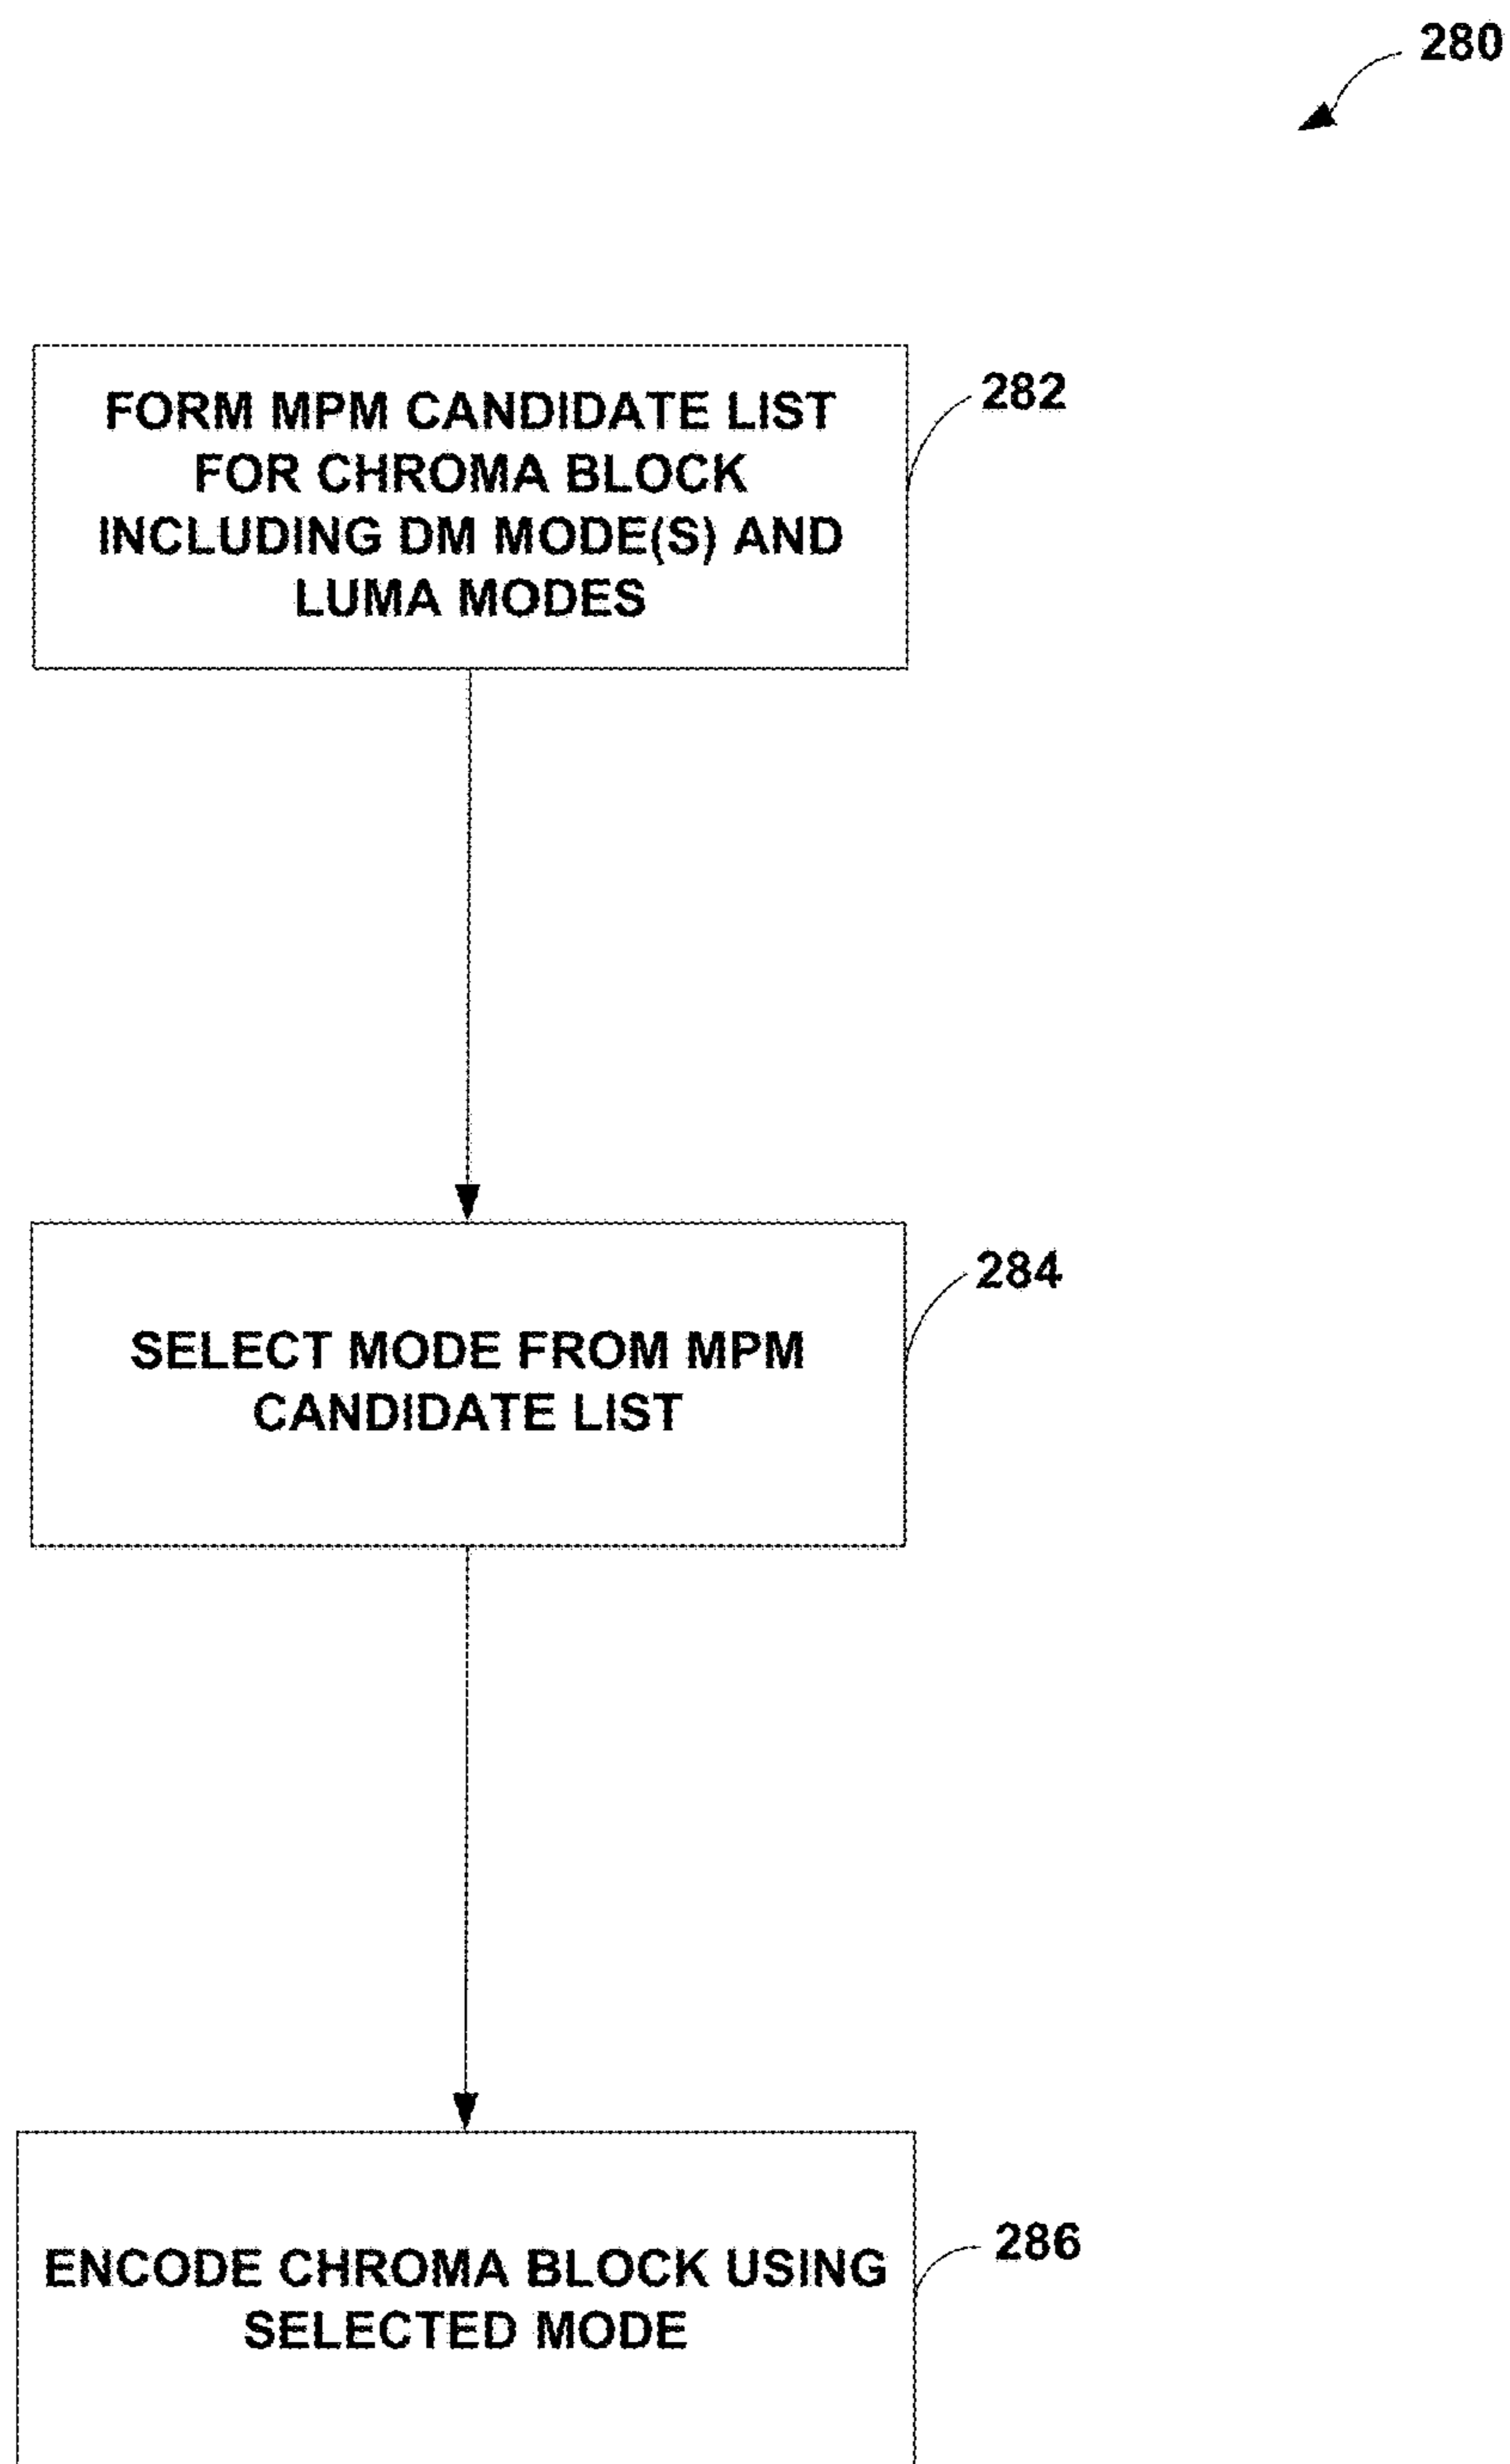 280
FORM MPM CANDIDATE LIST
FOR CHROMA BLOCK
INCLUDING DM MODE(S) AND
LUMA MODES
282
SELECT MODE FROM MPM
CANDIDATE LIST
284
ENCODE CHROMA BLOCK USING
SELECTED MODE
286